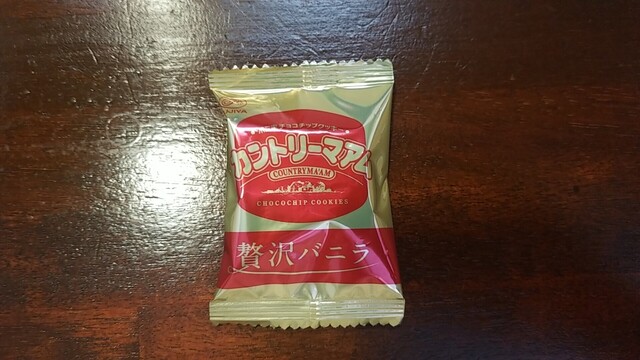 FUJIYA
チョコチップクッキー
カントリーマアム
COUNTRY MA'AM
CHOCOCHIP COOKIES
贅沢バニラ